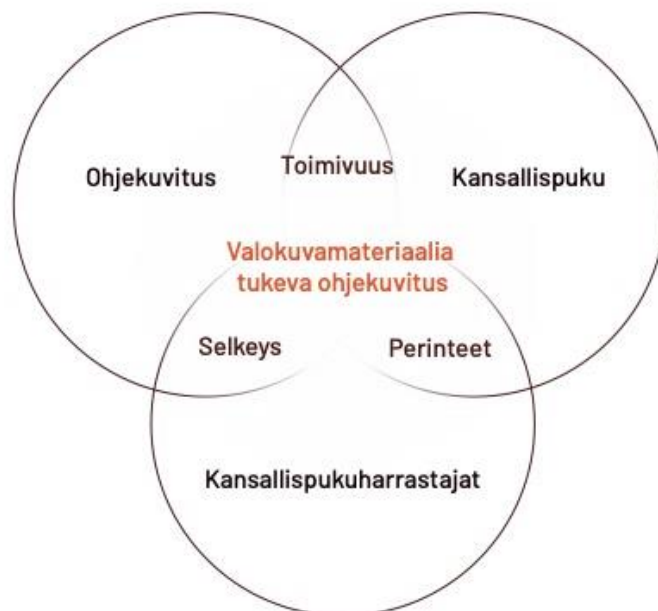 Ohjekuvitus
Toimivuus
Kansallispuku
Valokuvamateriaalia
tukeva ohjekuvitus
Selkeys
Perinteet
Kansallispukuharrastajat